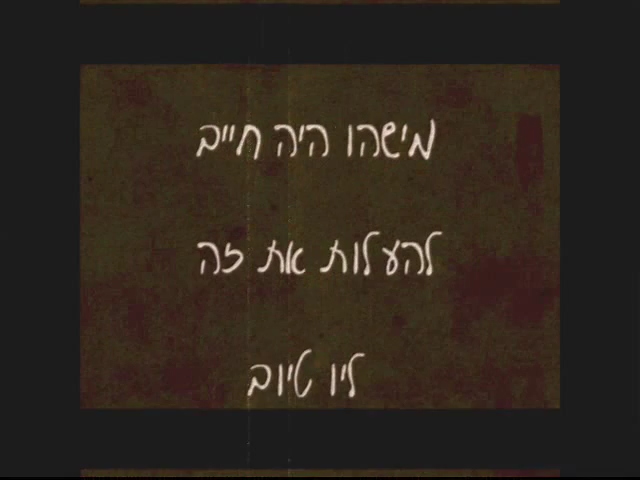 מישהו היה חייב
להעלות את זה
ליו טיוב